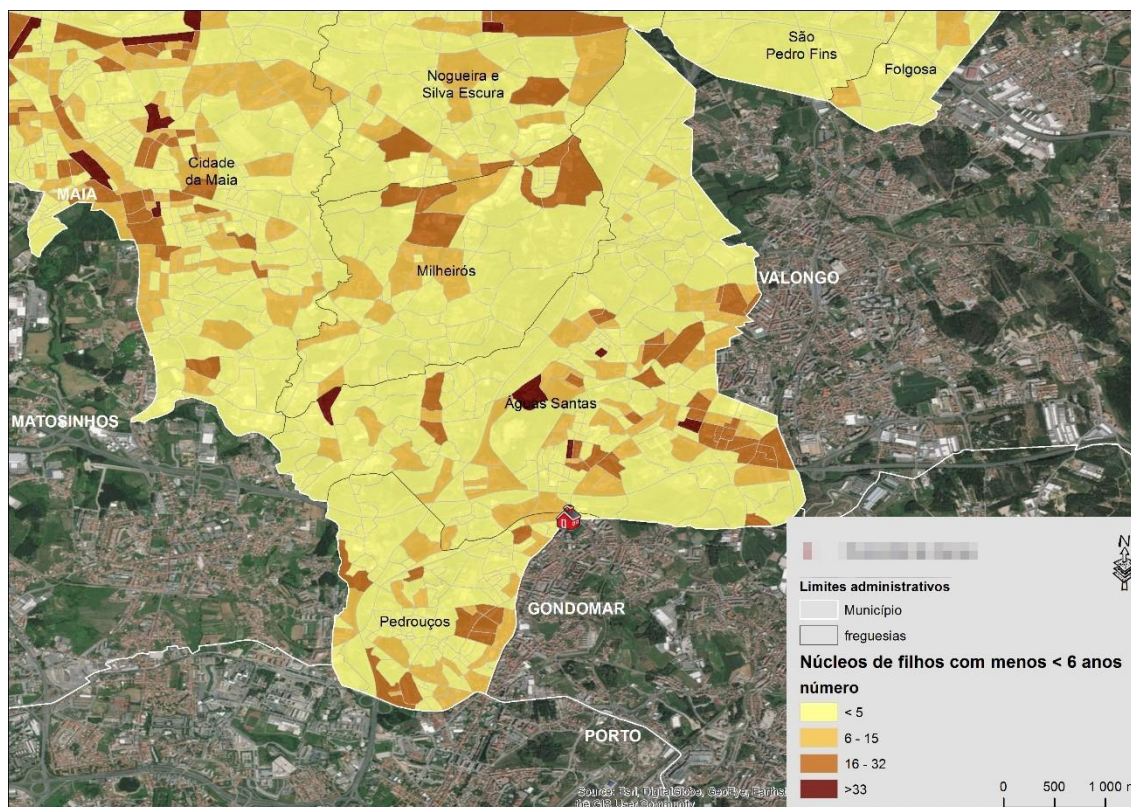 São
Pedro Fins
Folgosa
Nogueira e
Silva Escura
Cidade
da Maia
MAIA
Milheirós
VALONGO
Águas Santas
MATOSINHOS
GONDOMAR
Pedrouços
PORTO
N
Limites administrativos
Município
freguesias
Núcleos de filhos com menos < 6 anos
número
< 5
6 - 15
16 - 32
>33
0 500 1 000 m
Source: Esri, DigitalGlobe, GeoEye, Earthst
the GIS User Community